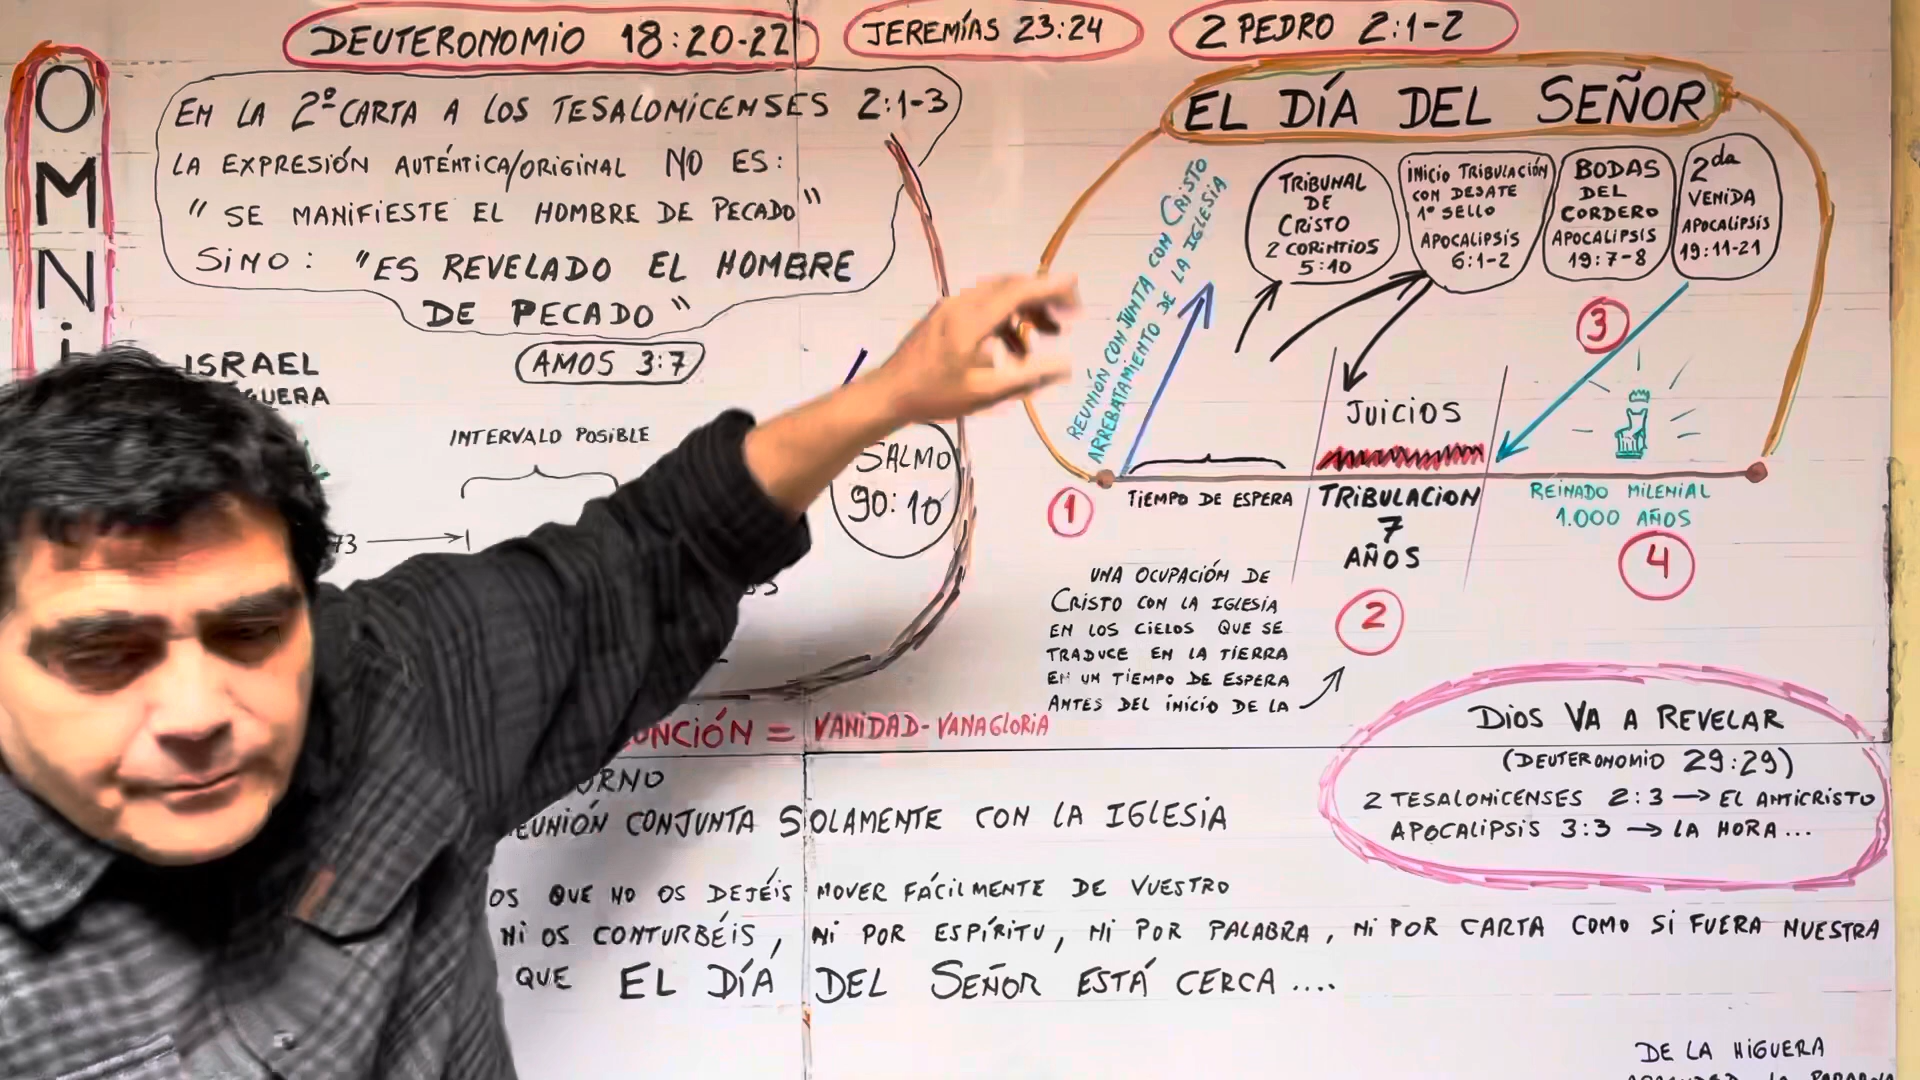 DEUTERONOMIO 18:20-22
JEREMÍAS 23:24
2 PEDRO 2:1-2
OMNi
EN LA 2º CARTA A LOS TESALONICENSES 2:1-3
LA EXPRESIÓN AUTÉNTICA/ORIGINAL NO ES:
"SE MANIFIESTE EL HOMBRE DE PECADO"
SINO: "ES REVELADO EL HOMBRE
DE PECADO"
AMOS 3:7
ISRAEL
GUERA
INTERVALO POSIBLE
73
SALMO
90:10
EL DÍA DEL SEÑOR
REUNIÓN CONJUNTA CON CRISTO
ARREBATAMIENTO DE LA IGLESIA
TRIBUNAL
DE
CRISTO
2 CORINTIOS
5:10
INICIO TRIBULACIÓN
CON DESATE
1º SELLO
APOCALIPSIS
6:1-2
BODAS
DEL
CORDERO
APOCALIPSIS
19:7-8
2da
VENIDA
APOCALIPSIS
19:11-21
3
JUICIOS
1
TIEMPO DE ESPERA
TRIBULACION
7
AÑOS
2
REINADO MILENIAL
1.000 AÑOS
4
UNA OCUPACIÓN DE
CRISTO CON LA IGLESIA
EN LOS CIELOS QUE SE
TRADUCE EN LA TIERRA
EN UN TIEMPO DE ESPERA
ANTES DEL INICIO DE LA
UNCIÓN = VANIDAD-VANAGLORIA
DIOS VA A REVELAR
(DEUTERONOMIO 29:29)
2 TESALONICENSES 2:3 → EL ANTICRISTO
APOCALIPSIS 3:3 → LA HORA...
ORNO
REUNIÓN CONJUNTA SOLAMENTE CON LA IGLESIA
OS QUE NO OS DEJÉIS MOVER FÁCILMENTE DE VUESTRO
NI OS CONTURBÉIS, NI POR ESPÍRITU, NI POR PALABRA, NI POR CARTA COMO SI FUERA NUESTRA
QUE EL DÍA DEL SEÑOR ESTÁ CERCA....
DE LA HIGUERA